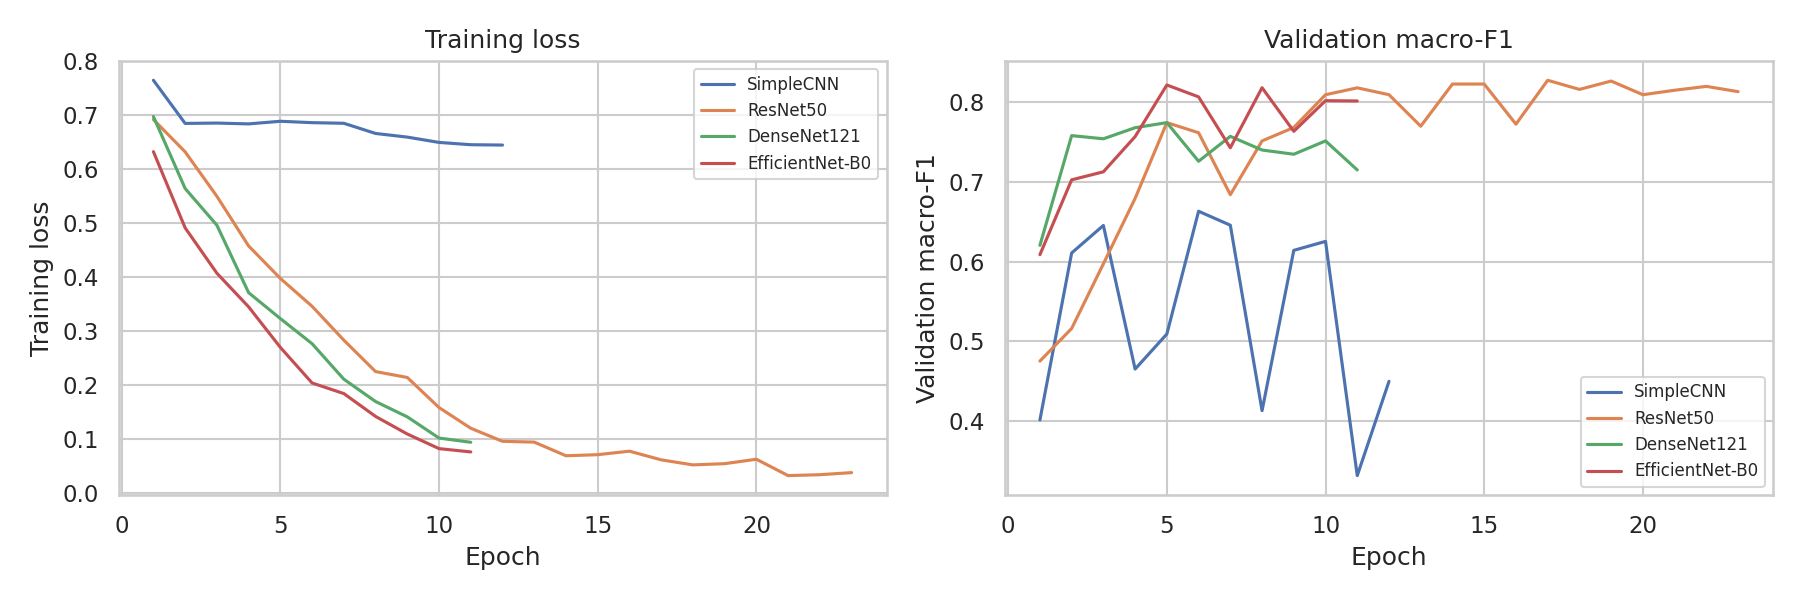 Training loss
Training loss
0.8
0.7
0.6
0.5
0.4
0.3
0.2
0.1
0.0
0
5
10
15
20
Epoch
SimpleCNN
ResNet50
DenseNet121
EfficientNet-B0
Validation macro-F1
Validation macro-F1
0.8
0.7
0.6
0.5
0.4
0
5
10
15
20
Epoch
SimpleCNN
ResNet50
DenseNet121
EfficientNet-B0